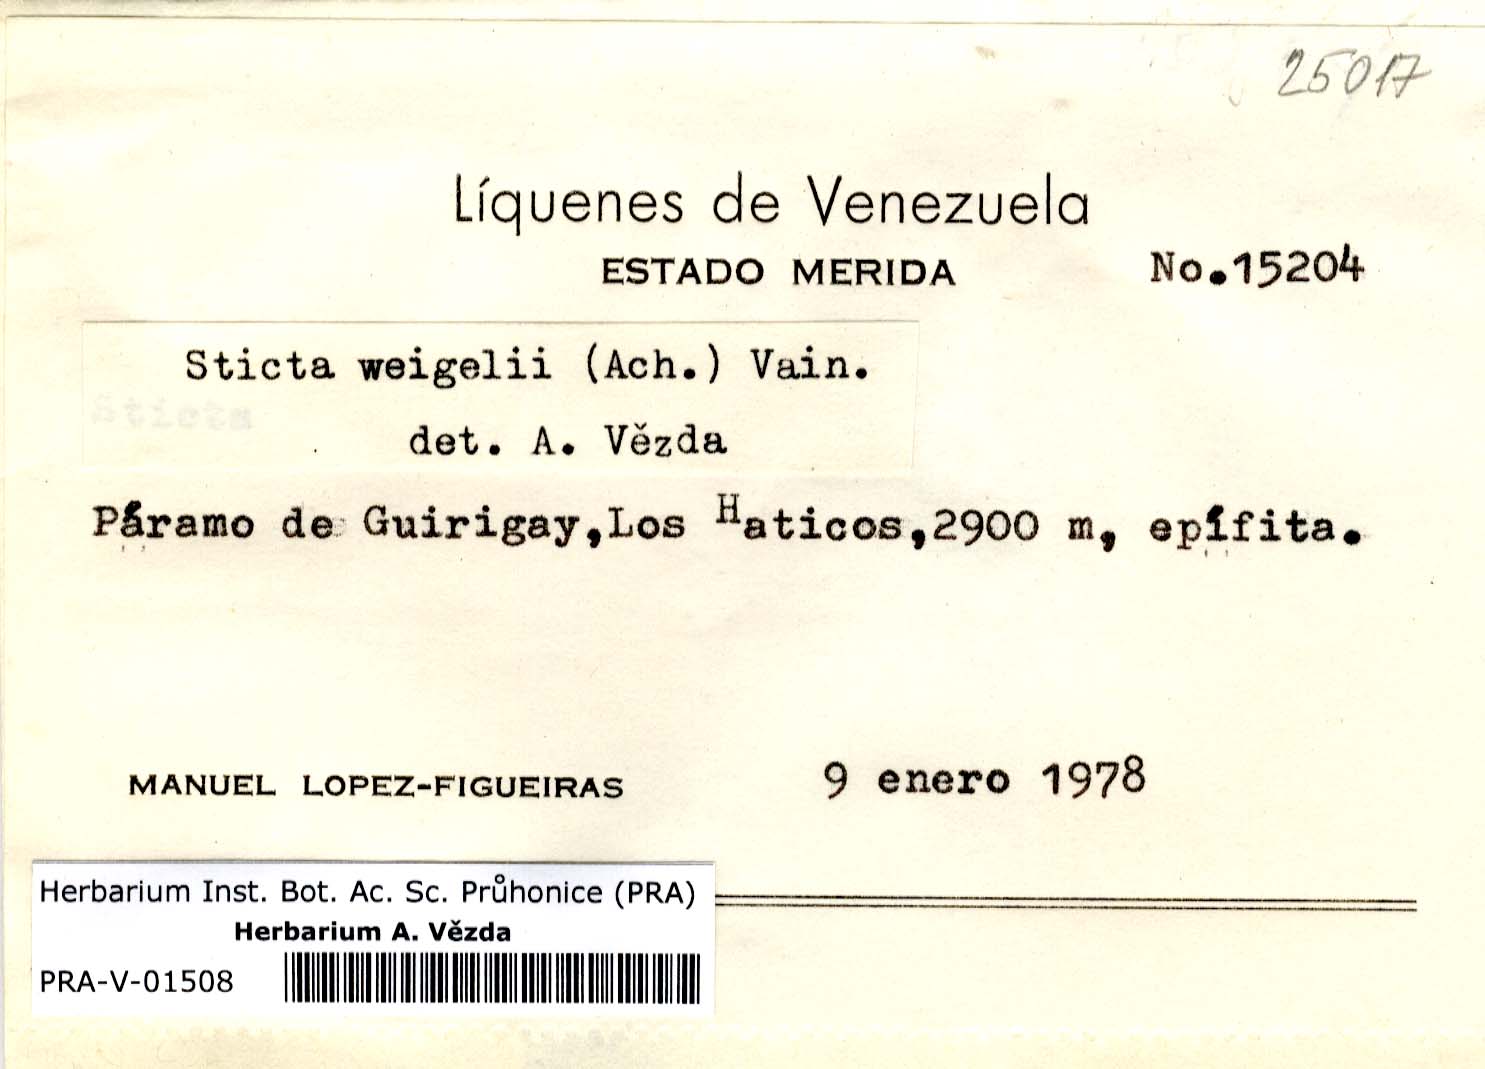 25017
Líquenes de Venezuela
ESTADO MERIDA No.15204
Sticta weigelii (Ach.) Vain.
Sticta
det. A. Vězda
Páramo de Guirigay,Los Haticos,2900 m, epífita.
MANUEL LOPEZ-FIGUEIRAS 9 enero 1978
Herbarium Inst. Bot. Ac. Sc. Průhonice (PRA)
Herbarium A. Vězda
PRA-V-01508